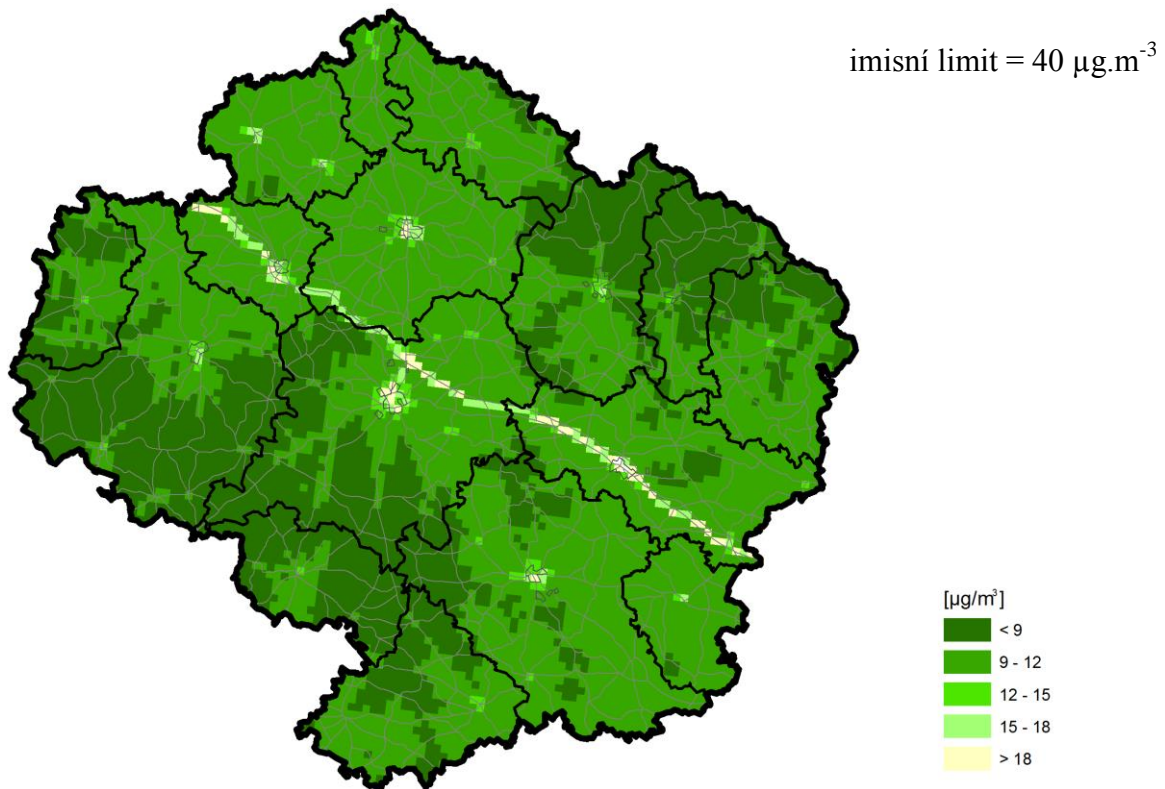 imisní limit = 40 µg.m⁻³
[µg/m³]
< 9
9 - 12
12 - 15
15 - 18
> 18